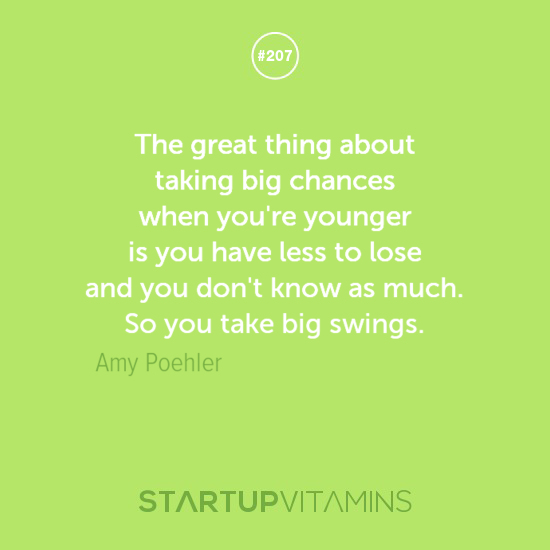 #207
The great thing about
taking big chances
when you're younger
is you have less to lose
and you don't know as much.
So you take big swings.
Amy Poehler
STARTUPVITAMINS